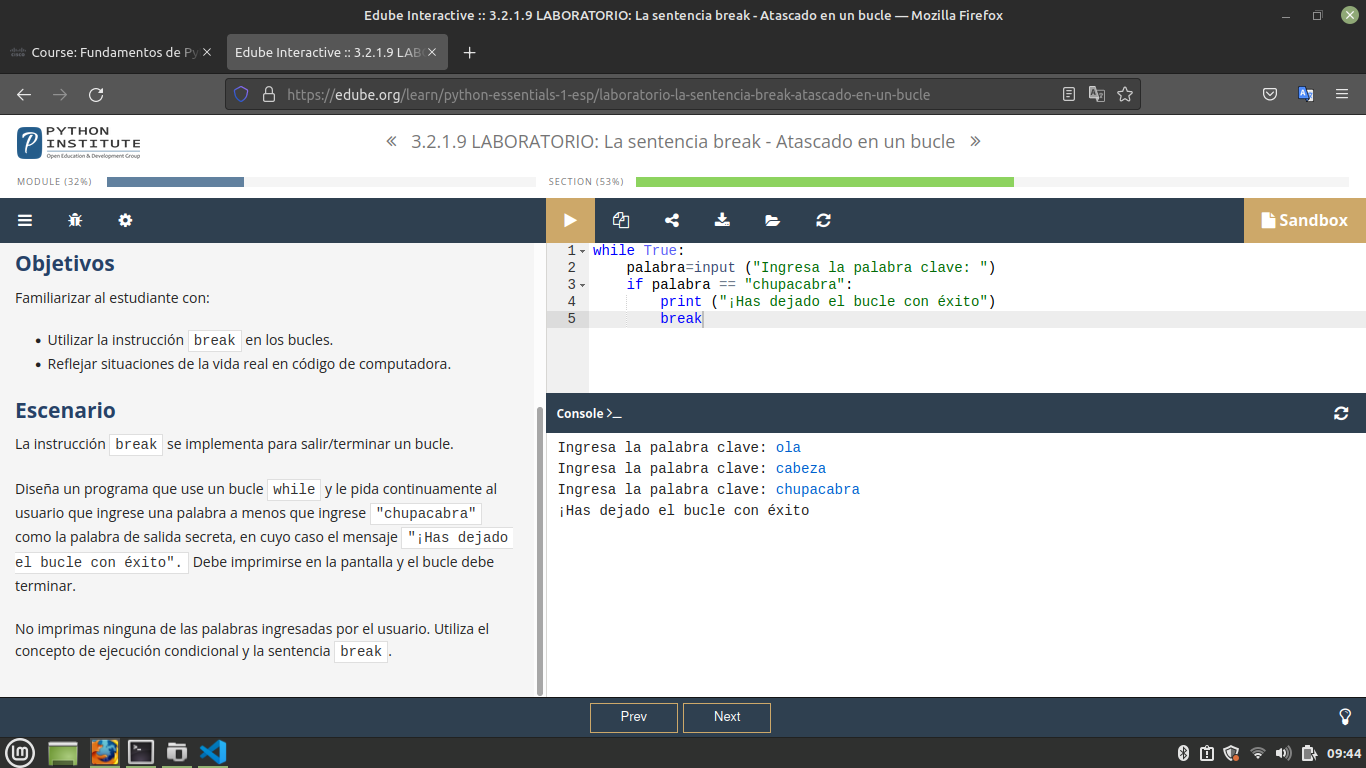 Edube Interactive :: 3.2.1.9 LABORATORIO: La sentencia break - Atascado en un bucle — Mozilla Firefox
Course: Fundamentos de Py
Edube Interactive :: 3.2.1.9 LAB
https://edube.org/learn/python-essentials-1-esp/laboratorio-la-sentencia-break-atascado-en-un-bucle
PYTHON
INSTITUTE
Open Education & Development Group
« 3.2.1.9 LABORATORIO: La sentencia break - Atascado en un bucle »
MODULE (32%)
SECTION (53%)
Sandbox
Objetivos
Familiarizar al estudiante con:
• Utilizar la instrucción break en los bucles.
• Reflejar situaciones de la vida real en código de computadora.
Escenario
La instrucción break se implementa para salir/terminar un bucle.
Diseña un programa que use un bucle while y le pida continuamente al
usuario que ingrese una palabra a menos que ingrese "chupacabra"
como la palabra de salida secreta, en cuyo caso el mensaje "¡Has dejado
el bucle con éxito". Debe imprimirse en la pantalla y el bucle debe
terminar.
No imprimas ninguna de las palabras ingresadas por el usuario. Utiliza el
concepto de ejecución condicional y la sentencia break.
1 while True:
2     palabra=input ("Ingresa la palabra clave: ")
3     if palabra == "chupacabra":
4         print ("¡Has dejado el bucle con éxito")
5         break
Console >_
Ingresa la palabra clave: ola
Ingresa la palabra clave: cabeza
Ingresa la palabra clave: chupacabra
¡Has dejado el bucle con éxito
Prev
Next
09:44